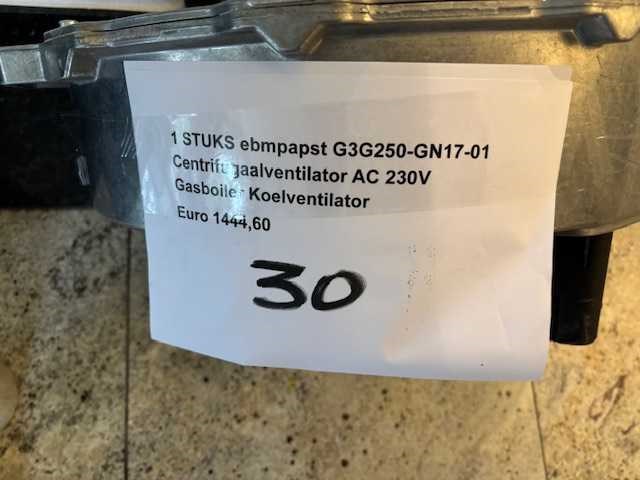 1 STUKS ebmpapst G3G250-GN17-01
Centrifugaalventilator AC 230V
Gasboiler Koelventilator
Euro 1444,60
30